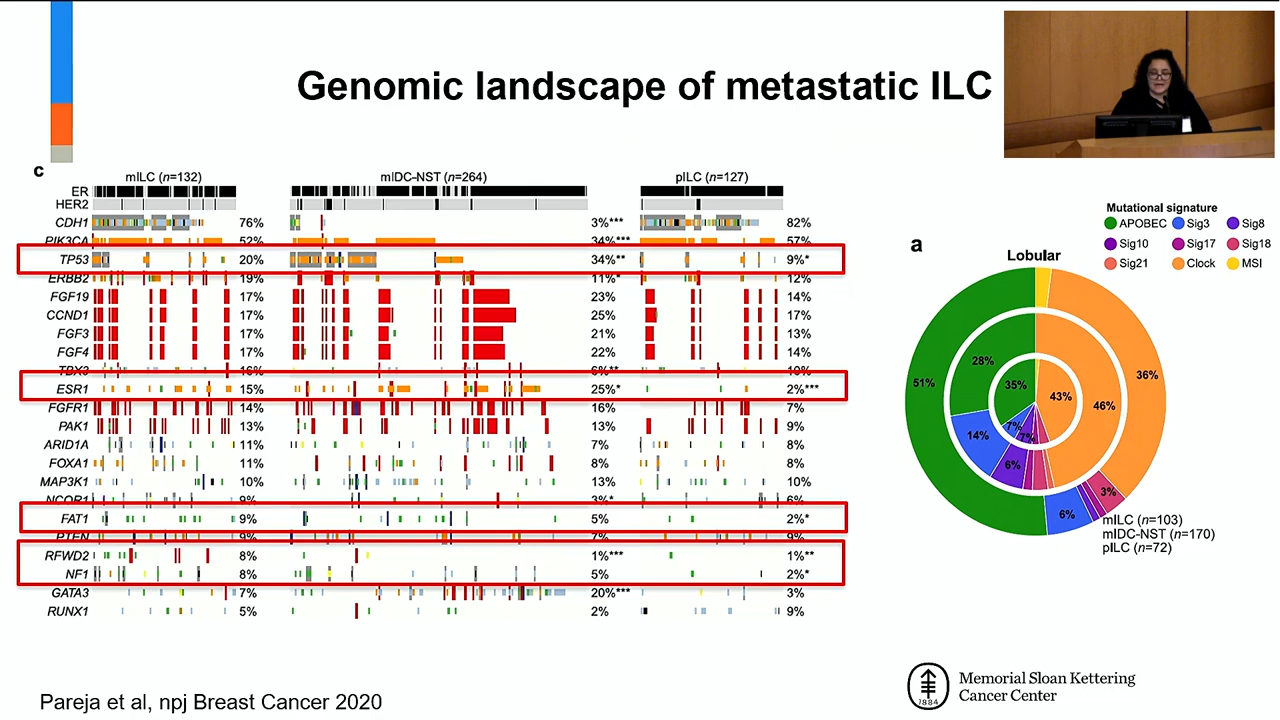 Genomic landscape of metastatic ILC
c
mILC (n=132) mIDC-NST (n=264) pILC (n=127)
ER
HER2
CDH1 76% 3%*** 82%
PIK3CA 52% 34%*** 57%
TP53 20% 34%** 9%*
ERBB2 19% 11%* 12%
FGF19 17% 23% 14%
CCND1 17% 25% 17%
FGF3 17% 21% 13%
FGF4 17% 22% 14%
TBX3 16% 6%** 10%
ESR1 15% 25%* 2%***
FGFR1 14% 16% 7%
PAK1 13% 13% 9%
ARID1A 11% 7% 8%
FOXA1 11% 8% 8%
MAP3K1 10% 13% 10%
NCOR1 9% 3%* 6%
FAT1 9% 5% 2%*
PTEN 9% 7% 9%
RFWD2 8% 1%*** 1%**
NF1 8% 5% 2%*
GATA3 7% 20%*** 3%
RUNX1 5% 2% 9%
Mutational signature
APOBEC Sig3 Sig8
Sig10 Sig17 Sig18
Sig21 Clock MSI
a
Lobular
51% 28% 35% 43% 46% 36%
14% 7% 7%
6%
6% 3%
mILC (n=103)
mIDC-NST (n=170)
pILC (n=72)
Pareja et al, npj Breast Cancer 2020
1884
Memorial Sloan Kettering
Cancer Center